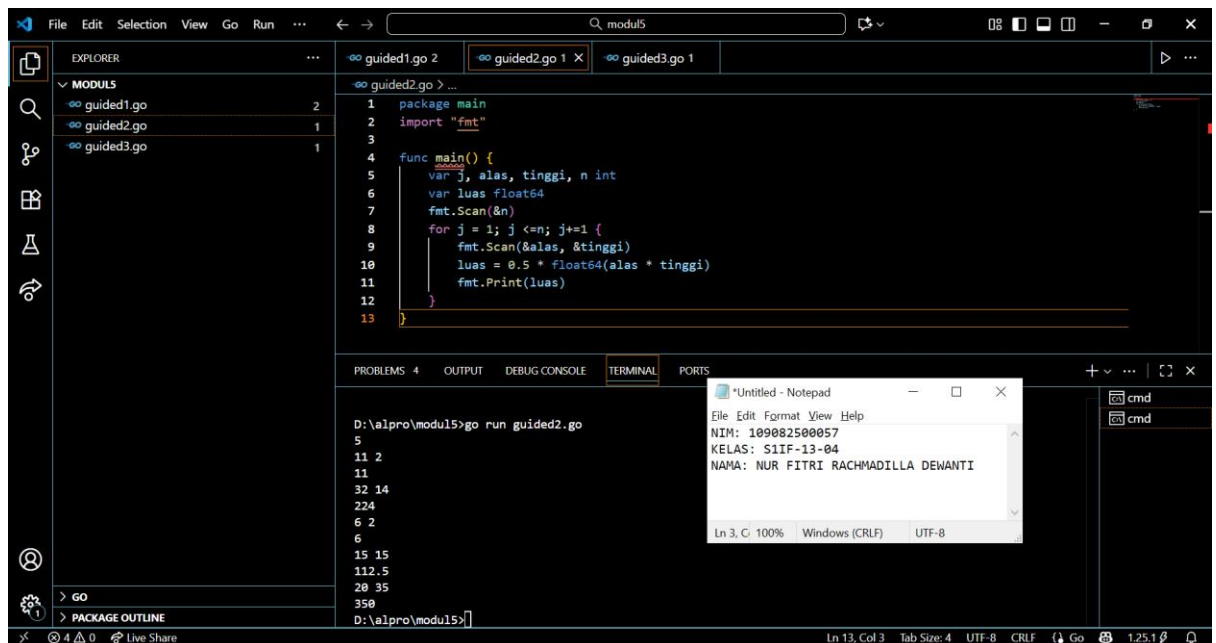 File Edit Selection View Go Run ... modul5
EXPLORER ...
MODUL5
guided1.go 2
guided2.go 1
guided3.go 1
GO
PACKAGE OUTLINE
guided1.go 2 guided2.go 1 guided3.go 1
guided2.go > ...
1 package main
2 import "fmt"
3
4 func main() {
5 var j, alas, tinggi, n int
6 var luas float64
7 fmt.Scan(&n)
8 for j = 1; j <=n; j+=1 {
9 fmt.Scan(&alas, &tinggi)
10 luas = 0.5 * float64(alas * tinggi)
11 fmt.Print(luas)
12 }
13 }
PROBLEMS 4 OUTPUT DEBUG CONSOLE TERMINAL PORTS
D:\alpro\modul5>go run guided2.go
5
11 2
11
32 14
224
6 2
6
15 15
112.5
20 35
350
D:\alpro\modul5>
cmd
cmd
*Untitled - Notepad
File Edit Format View Help
NIM: 109082500057
KELAS: S1IF-13-04
NAMA: NUR FITRI RACHMADILLA DEWANTI
Ln 3, C 100% Windows (CRLF) UTF-8
1
4 0 Live Share Ln 13, Col 3 Tab Size: 4 UTF-8 CRLF Go 1.25.1